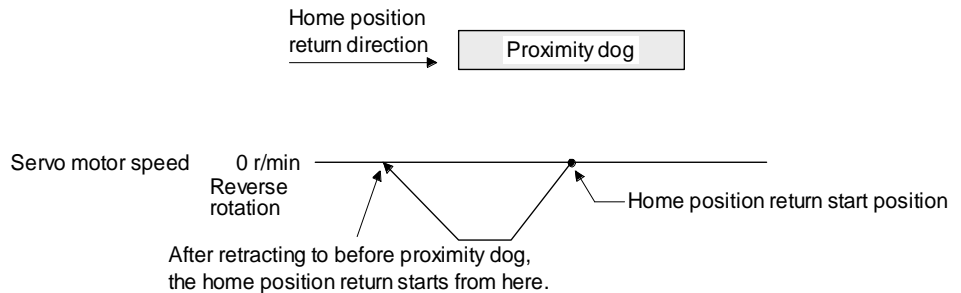 Home position
return direction
Proximity dog
Servo motor speed
0 r/min
Reverse
rotation
Home position return start position
After retracting to before proximity dog,
the home position return starts from here.